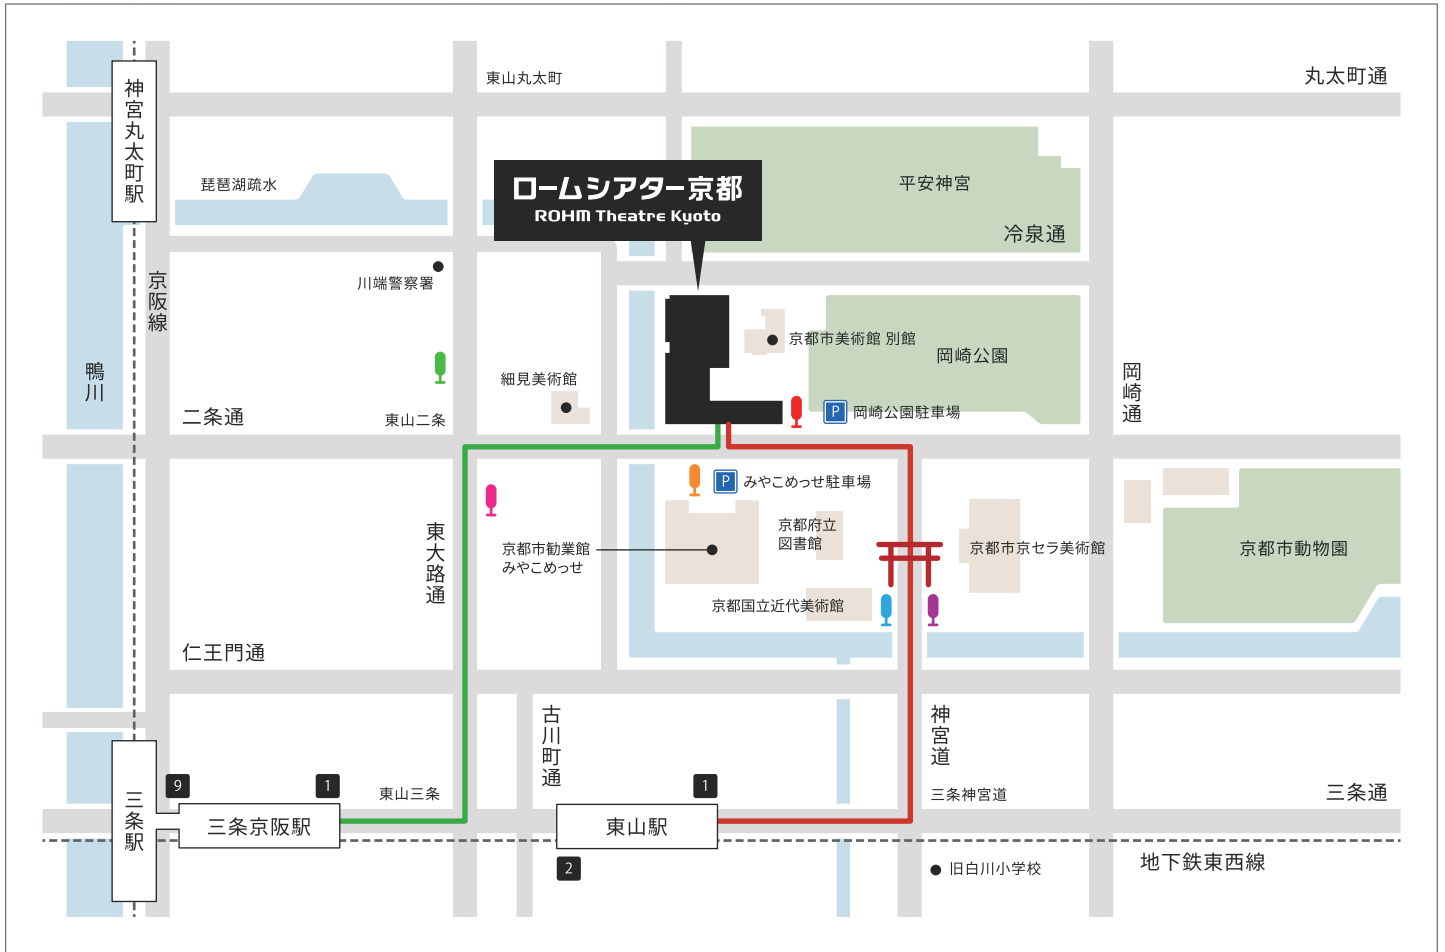 東山丸太町
丸太町通
神宮丸太町駅
琵琶湖疏水
ロームシアター京都
ROHM Theatre Kyoto
平安神宮
冷泉通
京阪線
川端警察署
京都市美術館 別館
岡崎公園
鴨川
細見美術館
岡崎通
二条通
東山二条
P
岡崎公園駐車場
P
みやこめっせ駐車場
東大路通
京都市勧業館
みやこめっせ
京都府立
図書館
京都市京セラ美術館
京都市動物園
京都国立近代美術館
仁王門通
古川町通
神宮道
三条駅
9
1
東山三条
1
三条神宮道
三条通
三条京阪駅
東山駅
2
旧白川小学校
地下鉄東西線